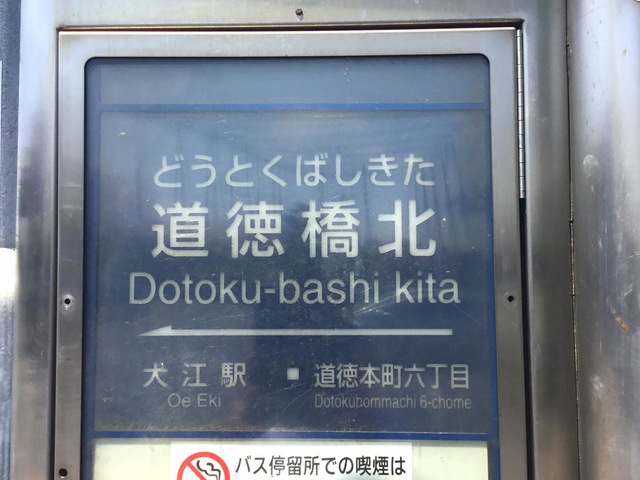 どうとくばしきた
道徳橋北
Dotoku-bashi kita
大江駅 道徳本町六丁目
Oe Eki Dotokuhommachi 6-chome
バス停留所での喫煙は